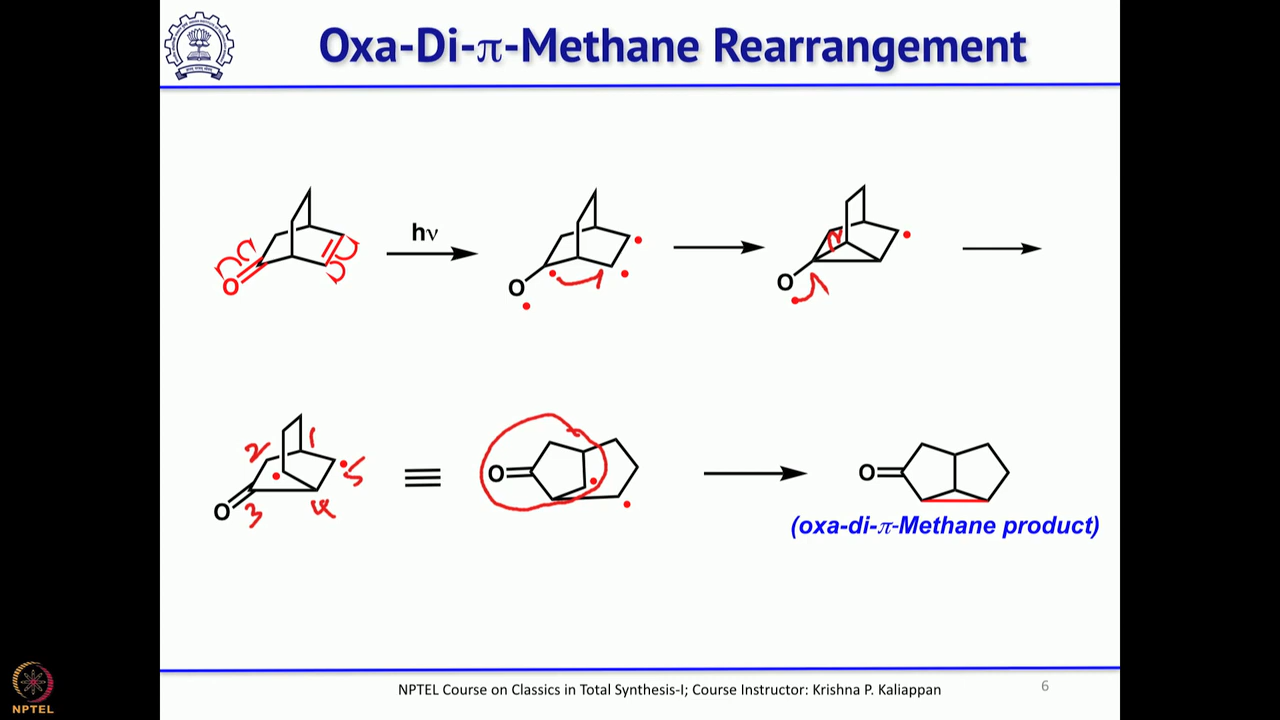 Oxa-Di-π-Methane Rearrangement
hν
O
O
O
2
1
5
3
4
O
O
O
(oxa-di-π-Methane product)
NPTEL Course on Classics in Total Synthesis-I; Course Instructor: Krishna P. Kaliappan
6
NPTEL